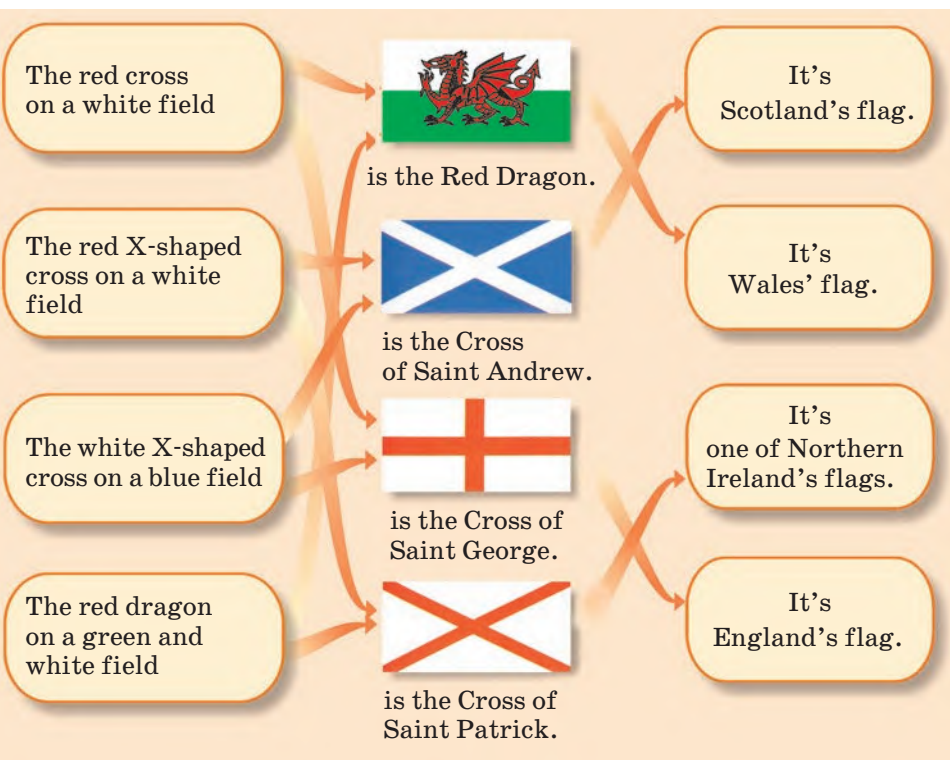 The red cross
on a white field
The red X-shaped
cross on a white
field
The white X-shaped
cross on a blue field
The red dragon
on a green and
white field
is the Red Dragon.
is the Cross
of Saint Andrew.
is the Cross of
Saint George.
is the Cross of
Saint Patrick.
It’s
Scotland’s flag.
It’s
Wales’ flag.
It’s
one of Northern
Ireland’s flags.
It’s
England’s flag.